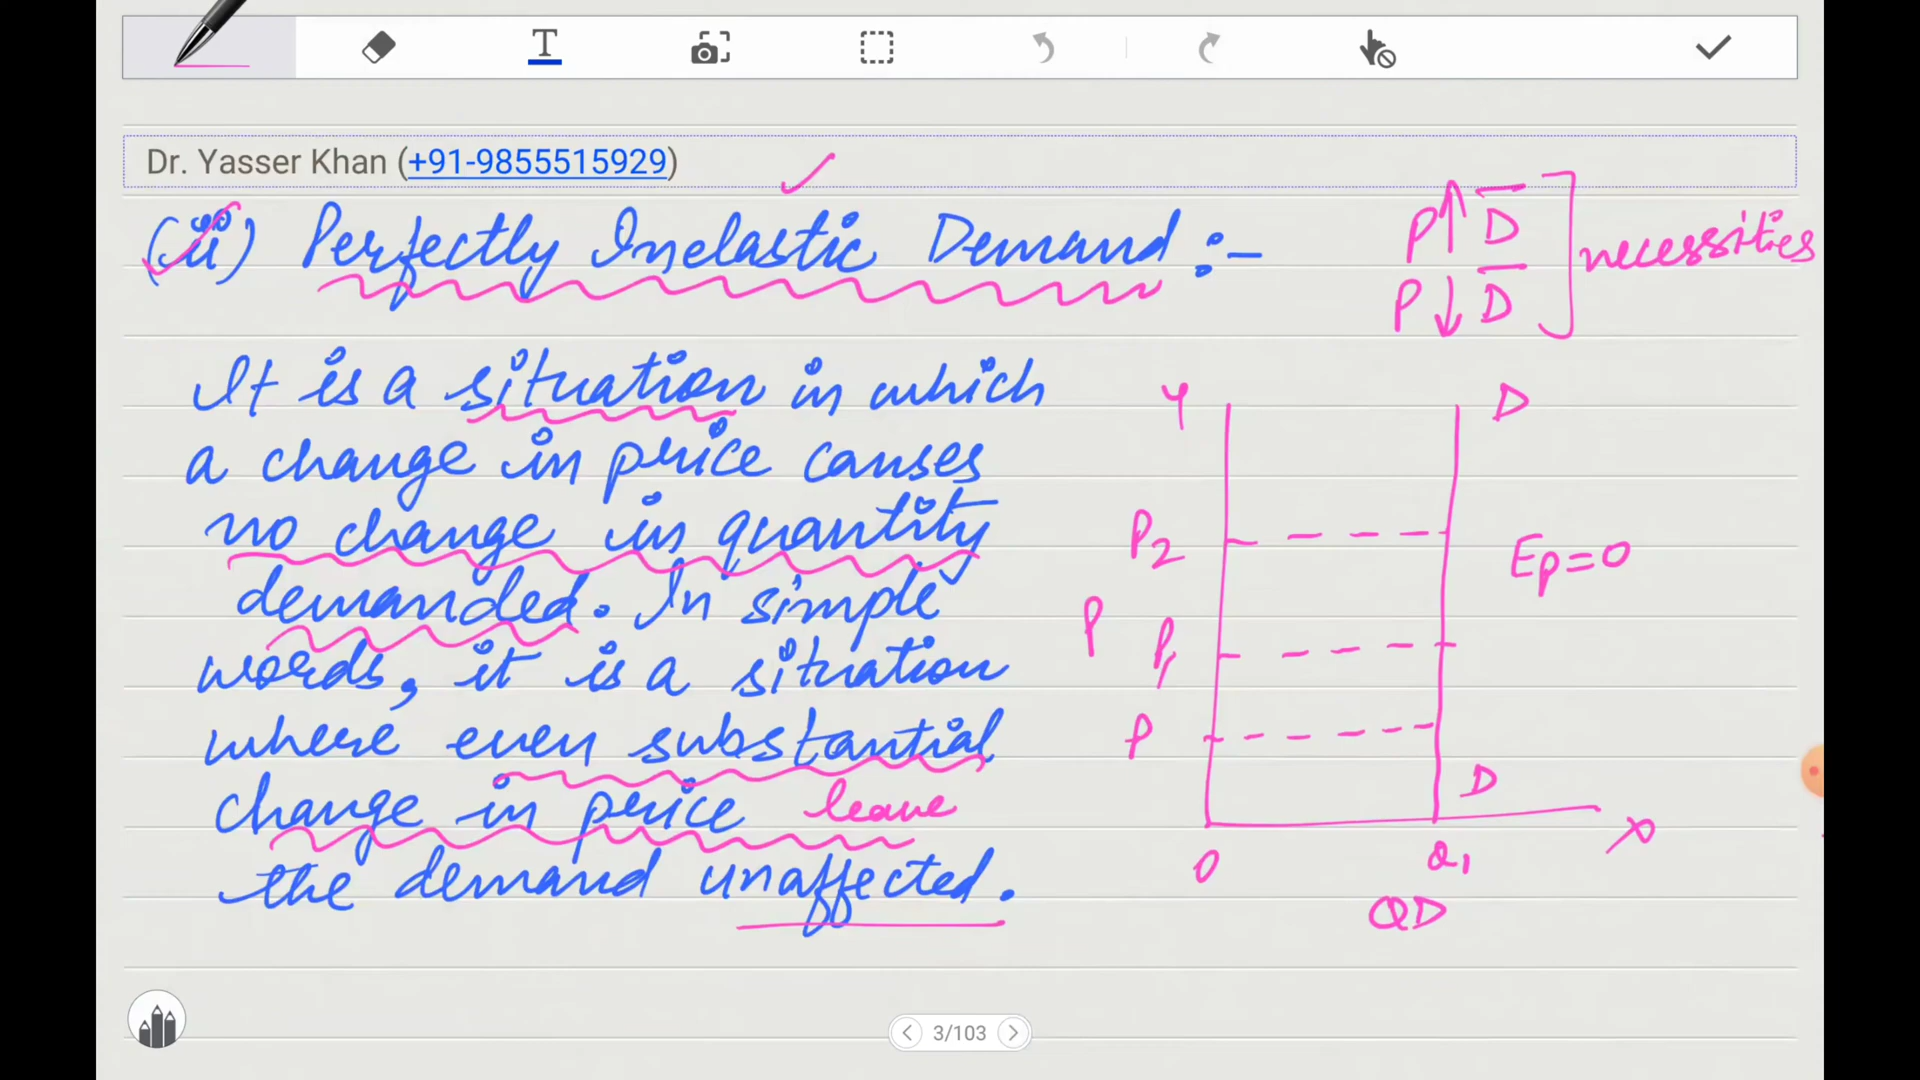 T
Dr. Yasser Khan (+91-9855515929)
(ii) Perfectly Inelastic Demand :-
P↑ D̅
P↓ D̅
necessities
It is a situation in which
a change in price causes
no change in quantity
demanded. In simple
words, it is a situation
where even substantial
change in price leave
the demand unaffected.
Y
D
P2
Ep=0
P
P1
P
D
X
O
Q1
QD
3/103